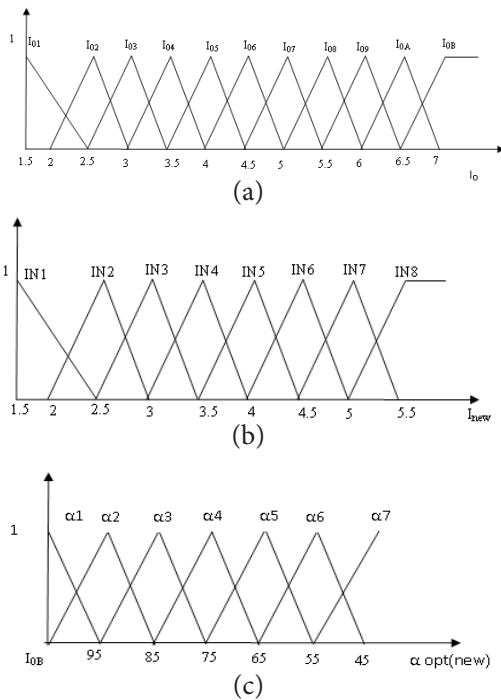 1
I01 I02 I03 I04 I05 I06 I07 I08 I09 I0A I0B
1.5 2 2.5 3 3.5 4 4.5 5 5.5 6 6.5 7
Io
(a)
1
IN1 IN2 IN3 IN4 IN5 IN6 IN7 IN8
1.5 2 2.5 3 3.5 4 4.5 5 5.5 Inew
(b)
1
α1 α2 α3 α4 α5 α6 α7
I0B 95 85 75 65 55 45 α opt(new)
(c)